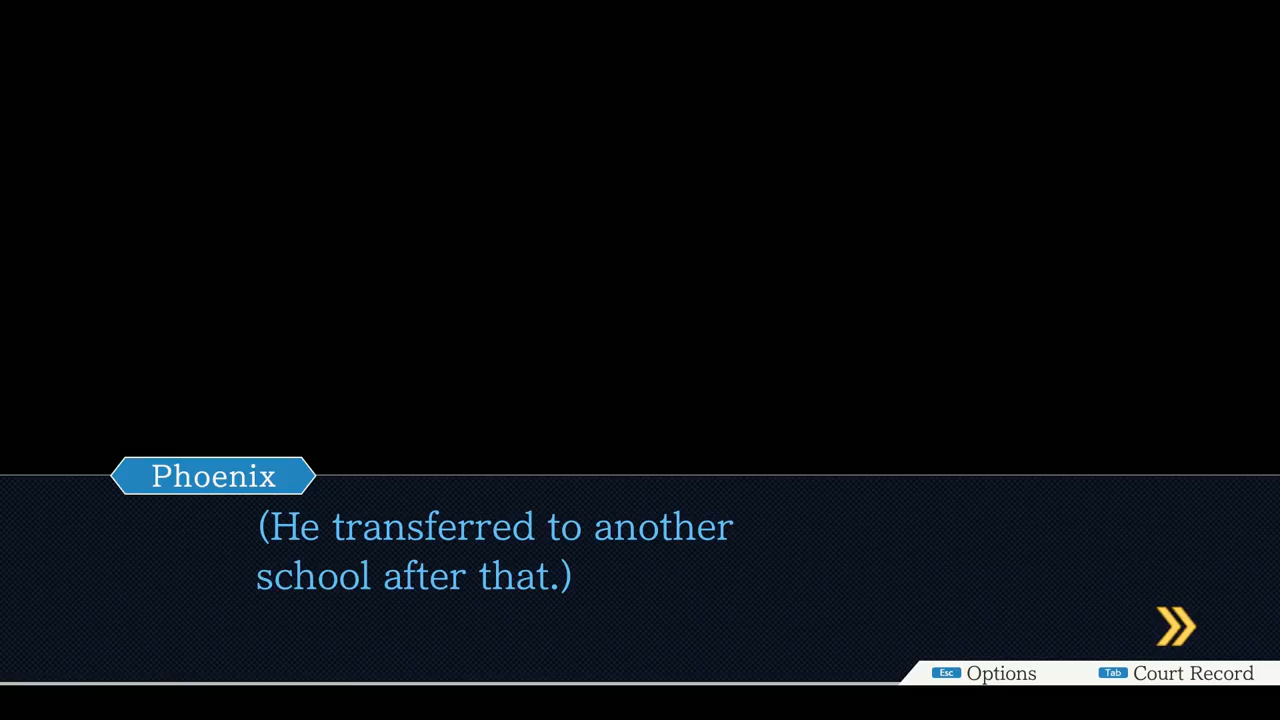 Phoenix
(He transferred to another
school after that.)
Esc Options Tab Court Record